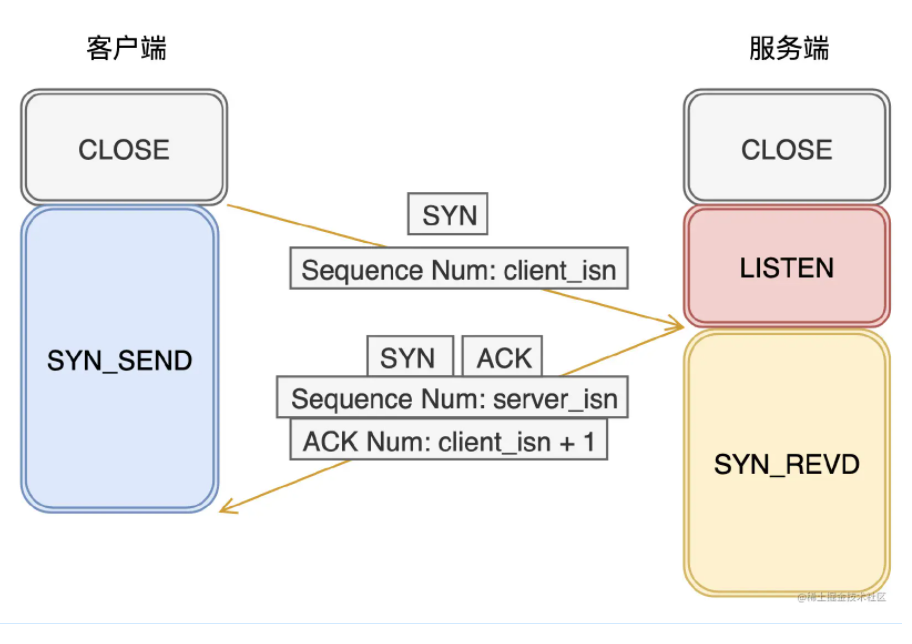 客户端 服务端
CLOSE CLOSE
SYN
Sequence Num: client_isn
LISTEN
SYN_SEND
SYN ACK
Sequence Num: server_isn
ACK Num: client_isn + 1
SYN_REVD
@稀土掘金技术社区